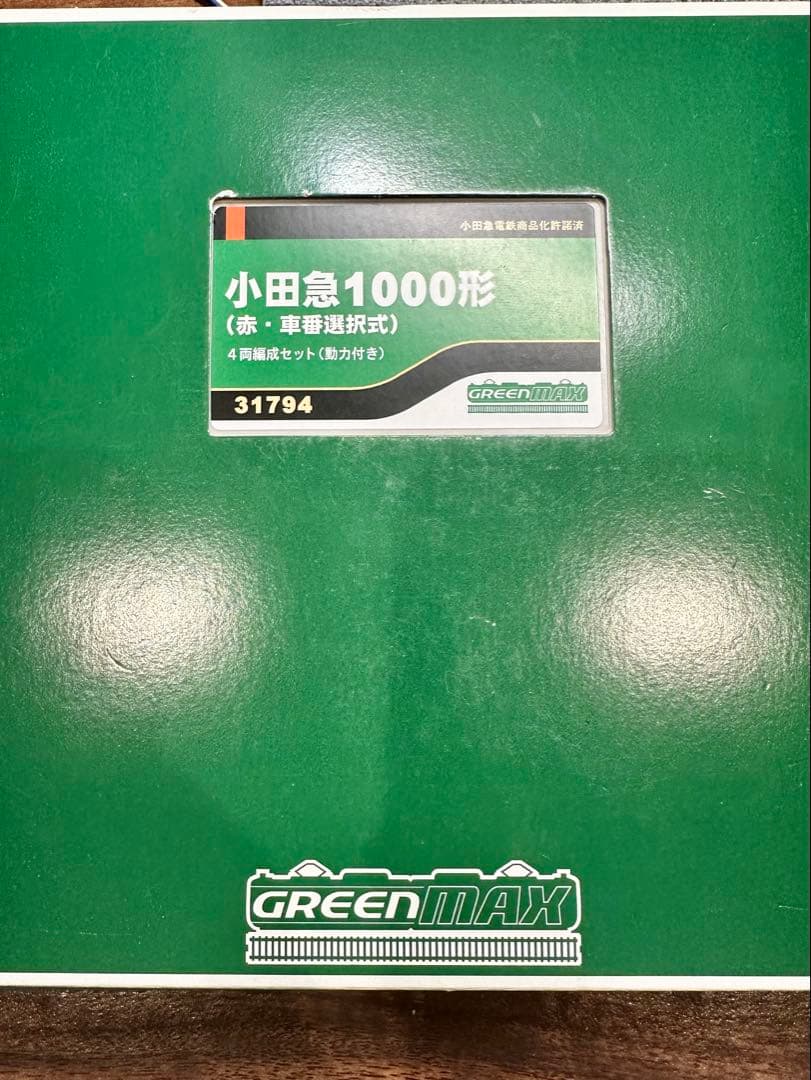 小田急電鉄商品化許諾済
小田急1000形
(赤・車番選択式)
4両編成セット(動力付き)
31794
GREENMAX
GREENMAX